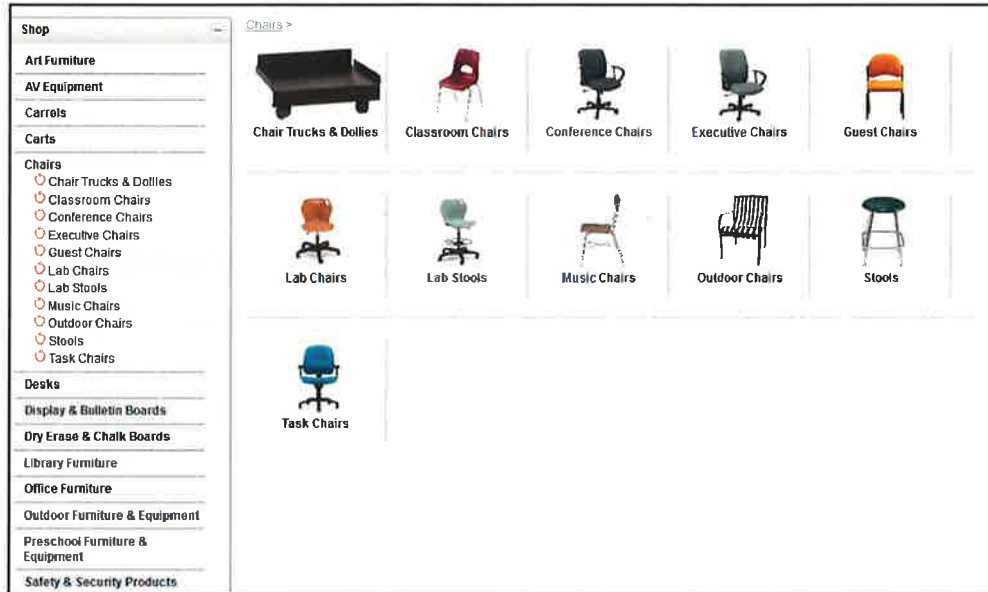 Shop
Art Furniture
AV Equipment
Carrels
Carts
Chairs
Chair Trucks & Dollies
Classroom Chairs
Conference Chairs
Executive Chairs
Guest Chairs
Lab Chairs
Lab Stools
Music Chairs
Outdoor Chairs
Stools
Task Chairs
Desks
Display & Bulletin Boards
Dry Erase & Chalk Boards
Library Furniture
Office Furniture
Outdoor Furniture & Equipment
Preschool Furniture &
Equipment
Safety & Security Products
Chairs >
Chair Trucks & Dollies
Classroom Chairs
Conference Chairs
Executive Chairs
Guest Chairs
Lab Chairs
Lab Stools
Music Chairs
Outdoor Chairs
Stools
Task Chairs